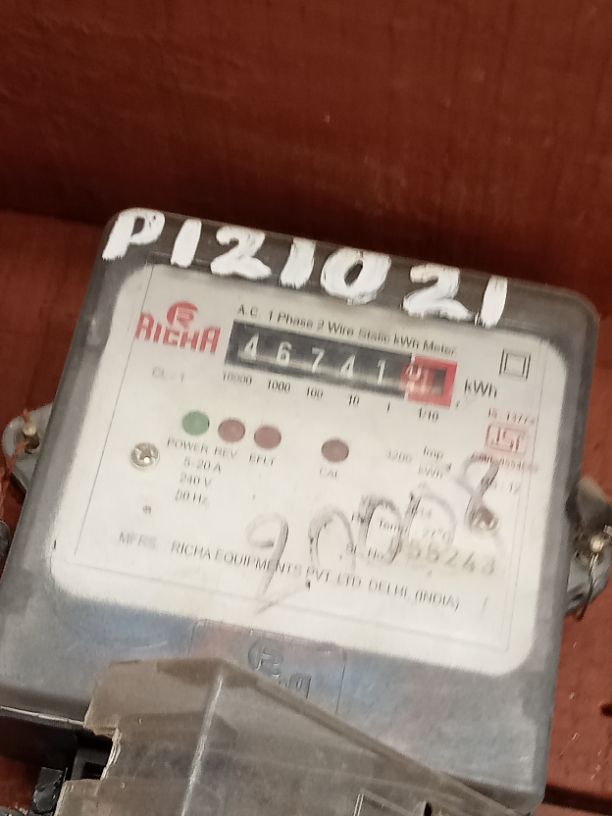 P121021
RICHA
A.C. 1 Phase 2 Wire Static kWh Meter
4 6 7 4 1
kWh
10000 1000 100 10 1 1/10
CL.-1
POWER REV EFLT CAL
3200 Imp kWh
5-20 A
240 V
50 Hz
MFRS. RICHA EQUIPMENTS PVT. LTD. DELHI, (INDIA)